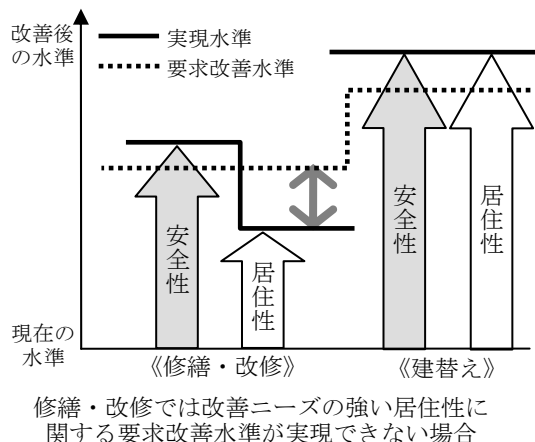 改善後
の水準
実現水準
要求改善水準
安全性
居住性
安全性
居住性
現在の
水準
《修繕・改修》
《建替え》
修繕・改修では改善ニーズの強い居住性に
関する要求改善水準が実現できない場合